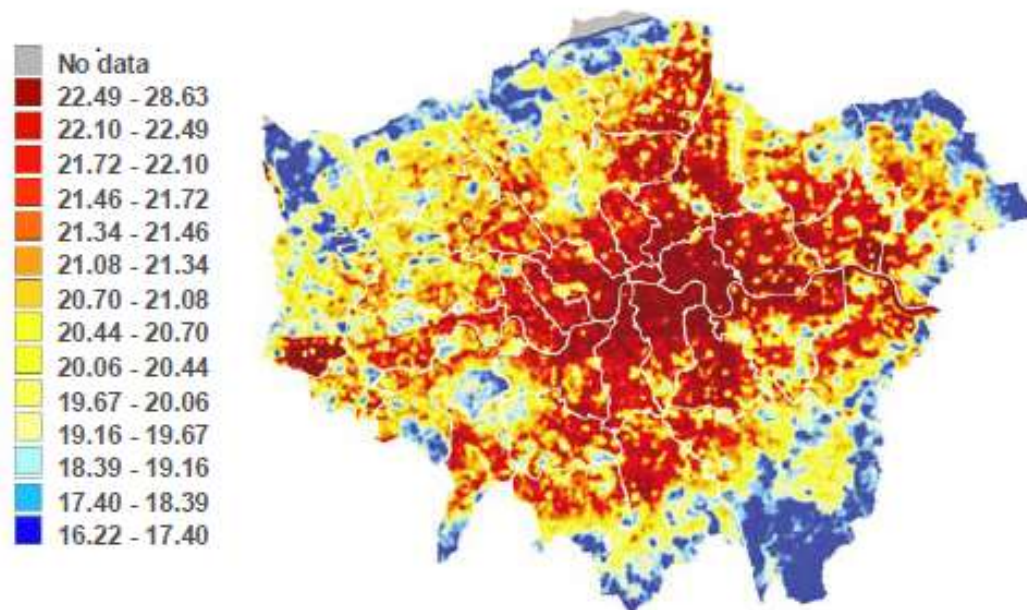 No data
22.49 - 28.63
22.10 - 22.49
21.72 - 22.10
21.46 - 21.72
21.34 - 21.46
21.08 - 21.34
20.70 - 21.08
20.44 - 20.70
20.06 - 20.44
19.67 - 20.06
19.16 - 19.67
18.39 - 19.16
17.40 - 18.39
16.22 - 17.40